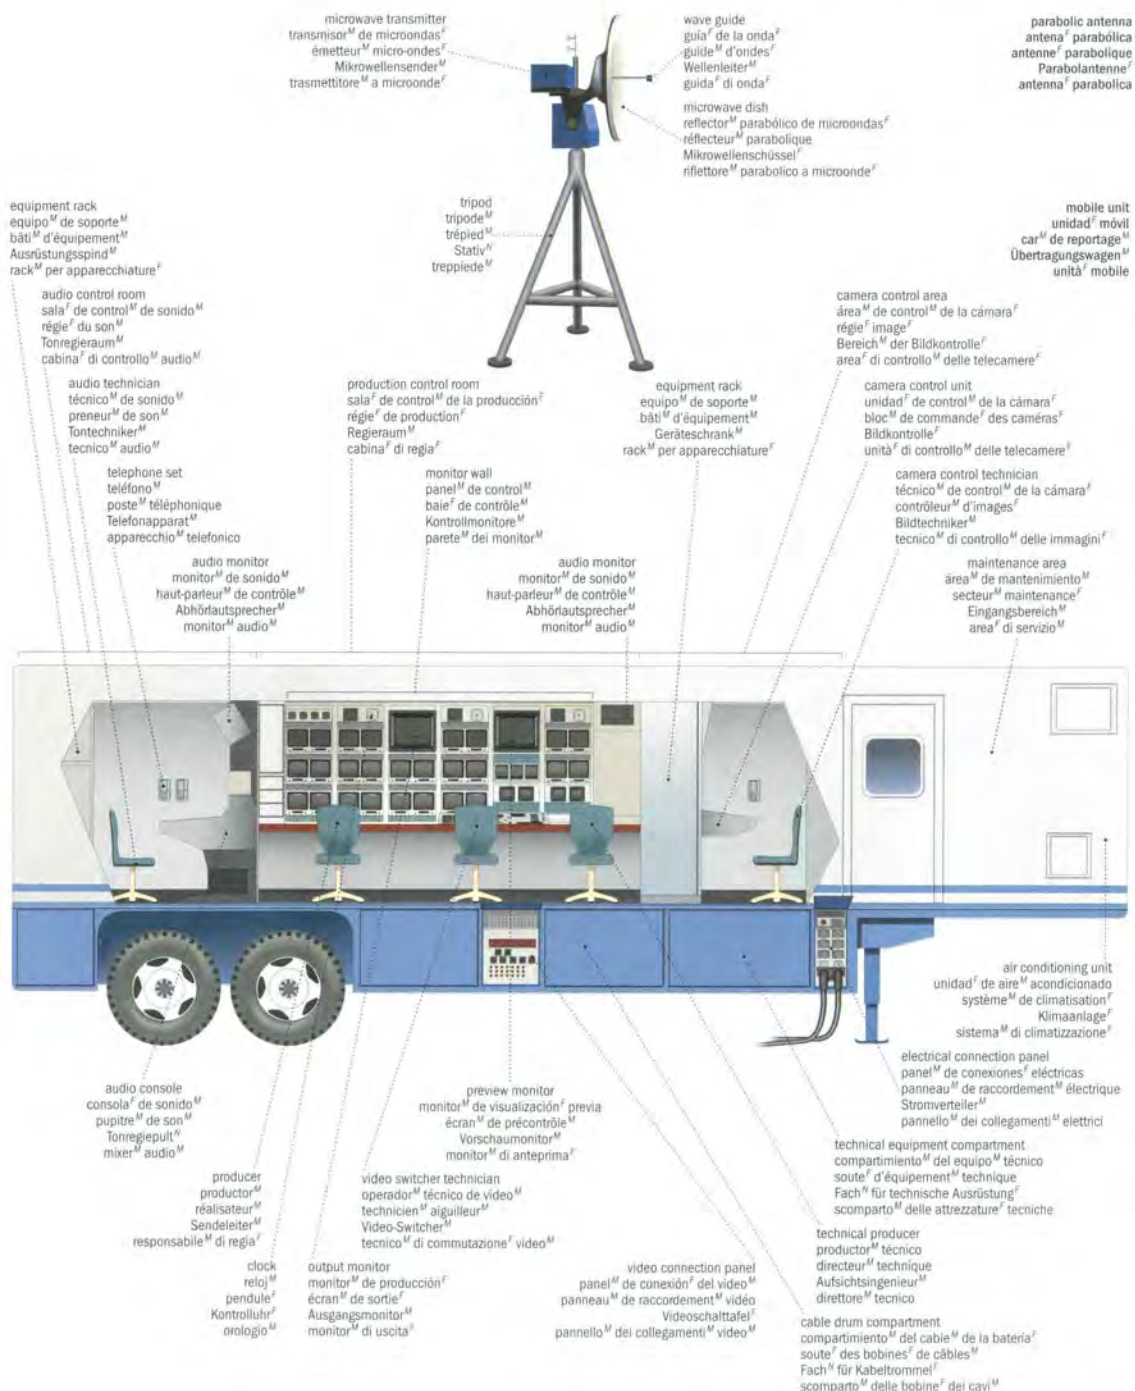 microwave transmitter
transmisorᴹ de microondasᶠ
émetteurᴹ micro-ondesᶠ
Mikrowellensenderᴹ
trasmettitoreᴹ a microondeᶠ
wave guide
guíaᶠ de la ondaᶠ
guideᴹ d'ondesᶠ
Wellenleiterᴹ
guidaᶠ di ondaᶠ
parabolic antenna
antenaᶠ parabólica
antenneᶠ parabolique
Parabolantenneᶠ
antennaᶠ parabolica
microwave dish
reflectorᴹ parabólico de microondasᶠ
réflecteurᴹ parabolique
Mikrowellenschüsselᶠ
riflettoreᴹ parabolico a microondeᶠ
tripod
trípodeᴹ
trépiedᴹ
Stativᴺ
treppiedeᴹ
mobile unit
unidadᶠ móvil
carᴹ de reportageᴹ
Übertragungswagenᴹ
unitàᶠ mobile
equipment rack
equipoᴹ de soporteᴹ
bâtiᴹ d'équipementᴹ
Ausrüstungsspindᴹ
rackᴹ per apparecchiatureᶠ
audio control room
salaᶠ de controlᴹ de sonidoᴹ
régieᶠ du sonᴹ
Tonregieraumᴹ
cabinaᶠ di controlloᴹ audioᴹ
audio technician
técnicoᴹ de sonidoᴹ
preneurᴹ de sonᴹ
Tontechnikerᴹ
tecnicoᴹ audioᴹ
telephone set
teléfonoᴹ
posteᴹ téléphonique
Telefonapparatᴹ
apparecchioᴹ telefonico
audio monitor
monitorᴹ de sonidoᴹ
haut-parleurᴹ de contrôleᴹ
Abhörlautsprecherᴹ
monitorᴹ audioᴹ
production control room
salaᶠ de controlᴹ de la producciónᶠ
régieᶠ de productionᶠ
Regieraumᴹ
cabinaᶠ di regiaᶠ
monitor wall
panelᴹ de controlᴹ
baieᶠ de contrôleᴹ
Kontrollmonitoreᴹ
pareteᴹ dei monitorᴹ
audio monitor
monitorᴹ de sonidoᴹ
haut-parleurᴹ de contrôleᴹ
Abhörlautsprecherᴹ
monitorᴹ audioᴹ
equipment rack
equipoᴹ de soporteᴹ
bâtiᴹ d'équipementᴹ
Geräteschrankᴹ
rackᴹ per apparecchiatureᶠ
camera control area
áreaᴹ de controlᴹ de la cámaraᶠ
régieᶠ imageᶠ
Bereichᴹ der Bildkontrolleᶠ
areaᶠ di controlloᴹ delle telecamereᶠ
camera control unit
unidadᶠ de controlᴹ de la cámaraᶠ
blocᴹ de commandeᶠ des camérasᶠ
Bildkontrolleᶠ
unitàᶠ di controlloᴹ delle telecamereᶠ
camera control technician
técnicoᴹ de controlᴹ de la cámaraᶠ
contrôleurᴹ d'imagesᶠ
Bildtechnikerᴹ
tecnicoᴹ di controlloᴹ delle immaginiᶠ
maintenance area
áreaᴹ de mantenimientoᴹ
secteurᴹ maintenanceᶠ
Eingangsbereichᴹ
areaᶠ di servizioᴹ
air conditioning unit
unidadᶠ de aireᴹ acondicionado
systèmeᴹ de climatisationᶠ
Klimaanlageᶠ
sistemaᴹ di climatizzazioneᶠ
electrical connection panel
panelᴹ de conexionesᶠ eléctricas
panneauᴹ de raccordementᴹ électrique
Stromverteilerᴹ
pannelloᴹ dei collegamentiᴹ elettrici
audio console
consolaᶠ de sonidoᴹ
pupitreᴹ de sonᴹ
Tonregiepultᴺ
mixerᴹ audioᴹ
preview monitor
monitorᴹ de visualizaciónᶠ previa
écranᴹ de précontrôleᴹ
Vorschaumonitorᴹ
monitorᴹ di anteprimaᶠ
technical equipment compartment
compartimientoᴹ del equipoᴹ técnico
souteᶠ d'équipementᴹ technique
Fachᴺ für technische Ausrüstungᶠ
scompartoᴹ delle attrezzatureᶠ tecniche
producer
productorᴹ
réalisateurᴹ
Sendeleiterᴹ
responsabileᴹ di regiaᶠ
video switcher technician
operadorᴹ técnico de videoᴹ
technicienᴹ aiguilleurᴹ
Video-Switcherᴹ
tecnicoᴹ di commutazioneᶠ videoᴹ
technical producer
productorᴹ técnico
directeurᴹ technique
Aufsichtsingenieurᴹ
direttoreᴹ tecnico
clock
relojᴹ
penduleᶠ
Kontrolluhrᶠ
orologioᴹ
output monitor
monitorᴹ de producciónᶠ
écranᴹ de sortieᶠ
Ausgangsmonitorᴹ
monitorᴹ di uscitaᶠ
video connection panel
panelᴹ de conexiónᶠ del videoᴹ
panneauᴹ de raccordementᴹ vidéo
Videoschalttafelᶠ
pannelloᴹ dei collegamentiᴹ videoᴹ
cable drum compartment
compartimientoᴹ del cableᴹ de la bateríaᶠ
souteᶠ des bobinesᶠ de câblesᴹ
Fachᴺ für Kabeltrommelᶠ
scompartoᴹ delle bobineᶠ dei caviᴹ